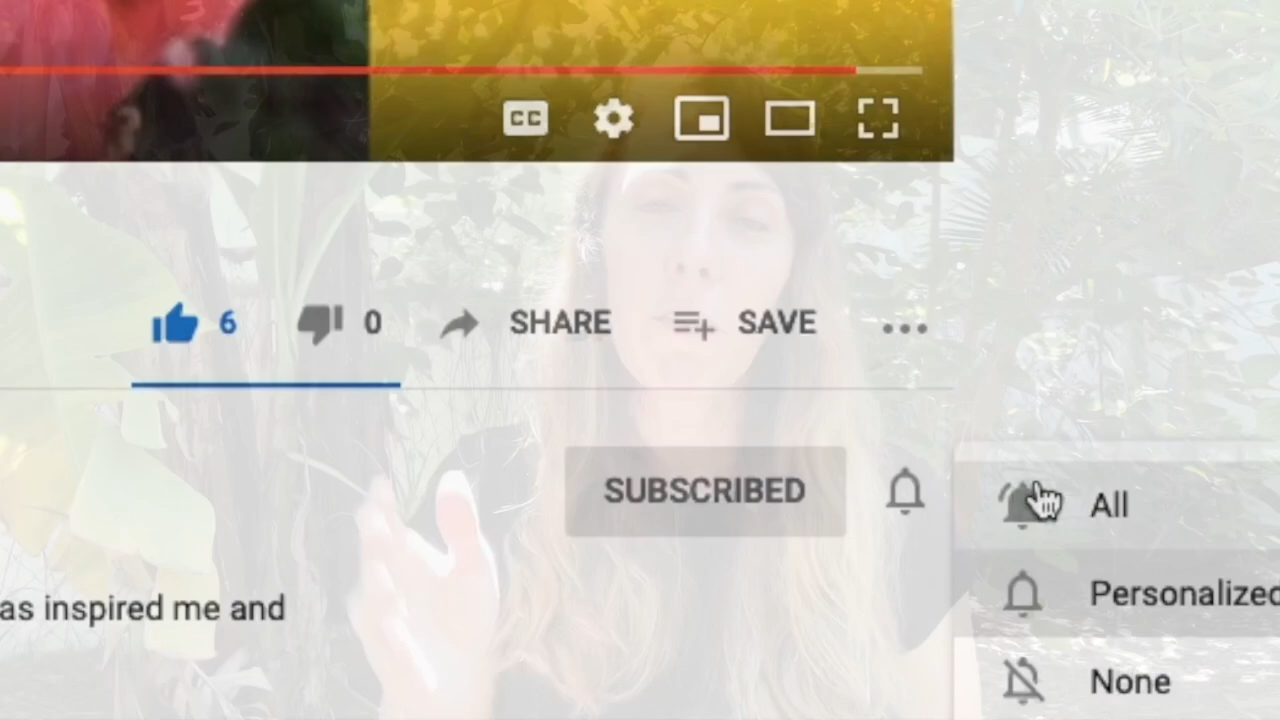 CC
6 0 SHARE SAVE
SUBSCRIBED
All
Personalized
None
as inspired me and